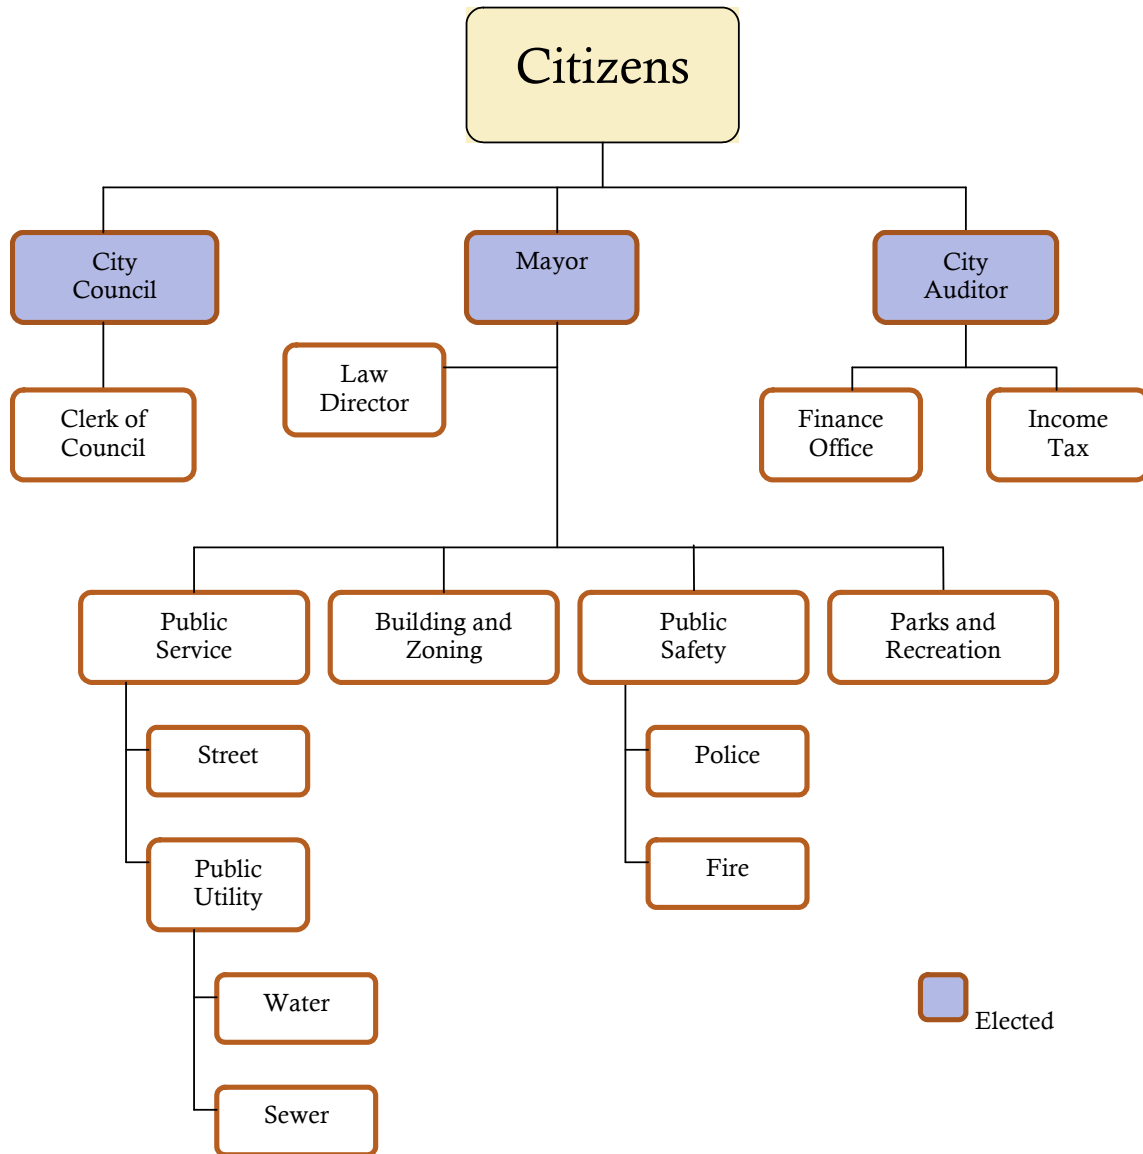 Citizens
City
Council
Mayor
City
Auditor
Law
Director
Clerk of
Council
Finance
Office
Income
Tax
Public
Service
Building and
Zoning
Public
Safety
Parks and
Recreation
Street
Police
Public
Utility
Fire
Water
Elected
Sewer